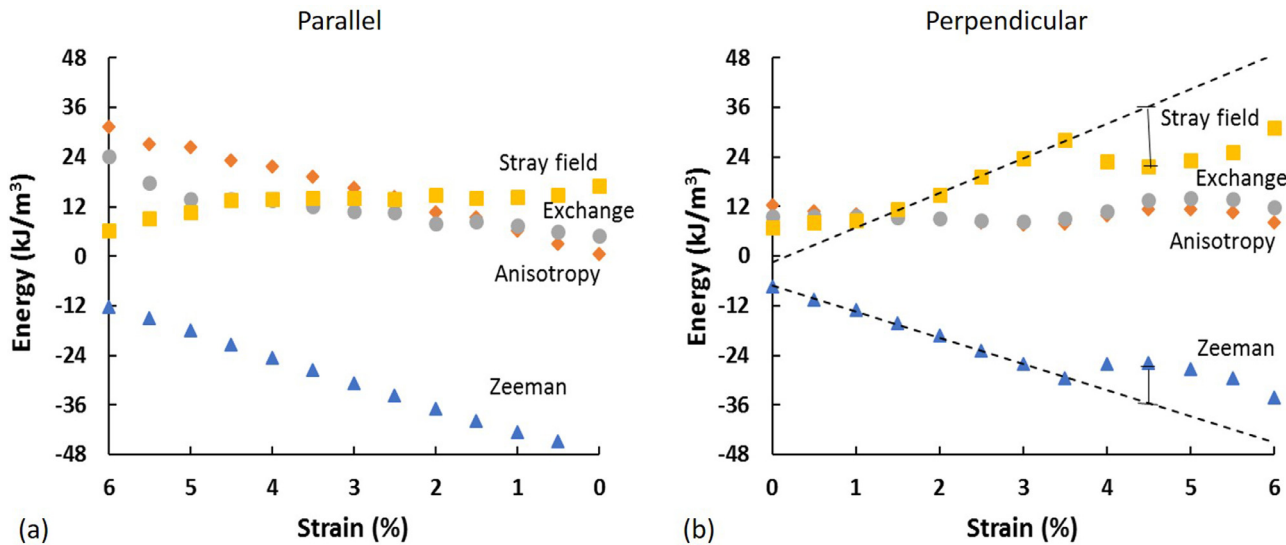 Parallel
48
36
24
12
0
-12
-24
-36
-48
Energy (kJ/m³)
Stray field
Exchange
Anisotropy
Zeeman
6 5 4 3 2 1 0
Strain (%)
(a)
Perpendicular
48
36
24
12
0
-12
-24
-36
-48
Energy (kJ/m³)
Stray field
Exchange
Anisotropy
Zeeman
0 1 2 3 4 5 6
Strain (%)
(b)